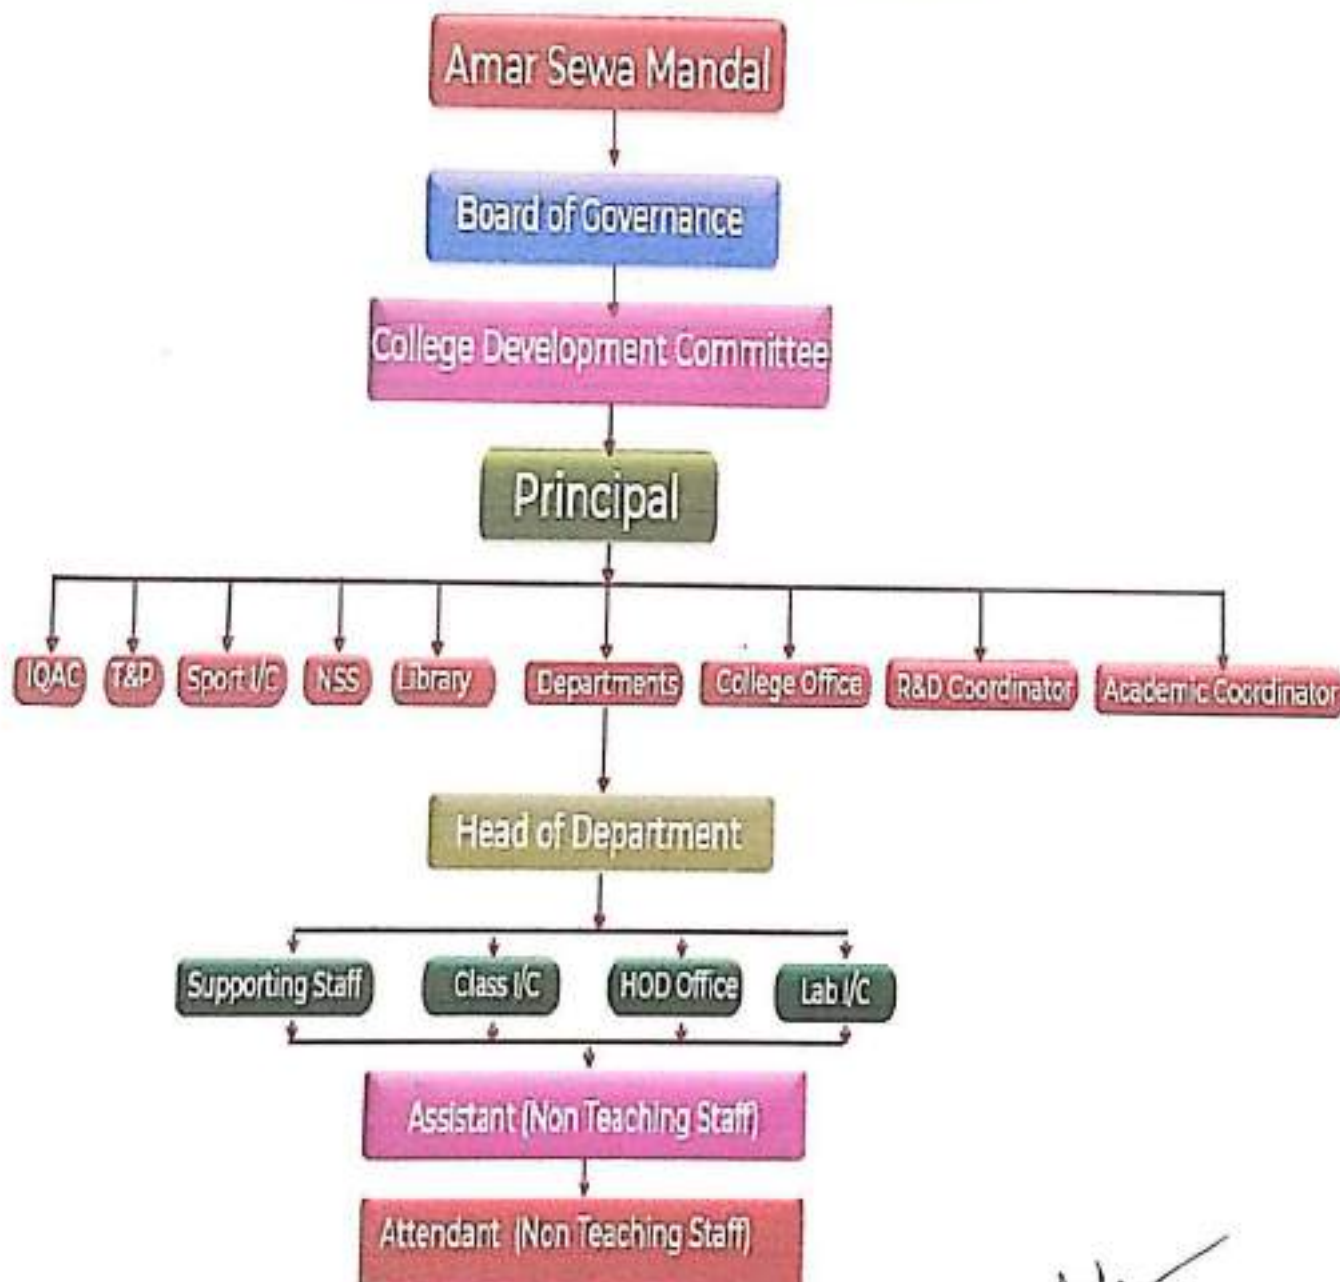 Amar Sewa Mandal
Board of Governance
College Development Committee
Principal
IQAC
T&P
Sport I/C
NSS
Library
Departments
College Office
R&D Coordinator
Academic Coordinator
Head of Department
Supporting Staff
Class I/C
HOD Office
Lab I/C
Assistant (Non Teaching Staff)
Attendant (Non Teaching Staff)